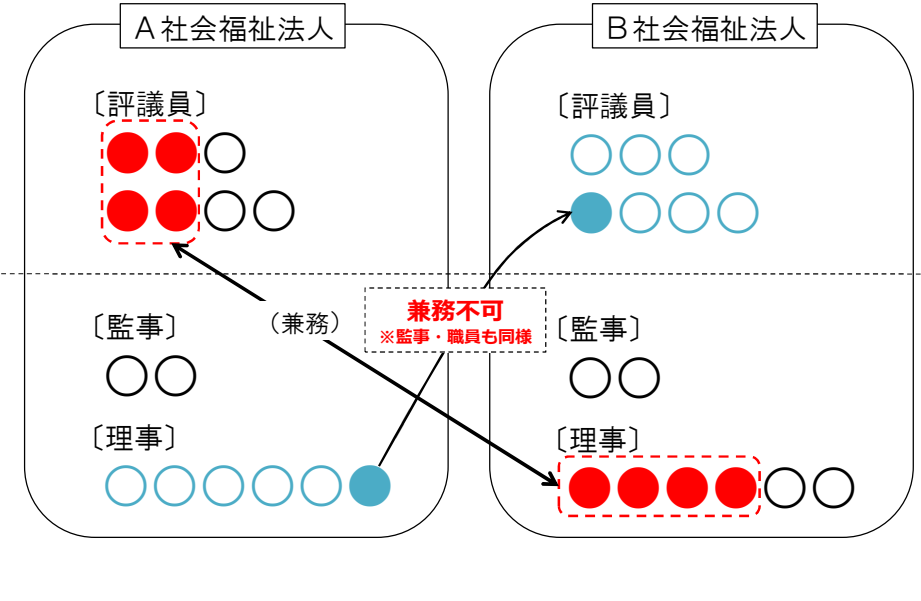 A社会福祉法人
B社会福祉法人
〔評議員〕
〔評議員〕
兼務不可
※監事・職員も同様
（兼務）
〔監事〕
〔監事〕
〔理事〕
〔理事〕